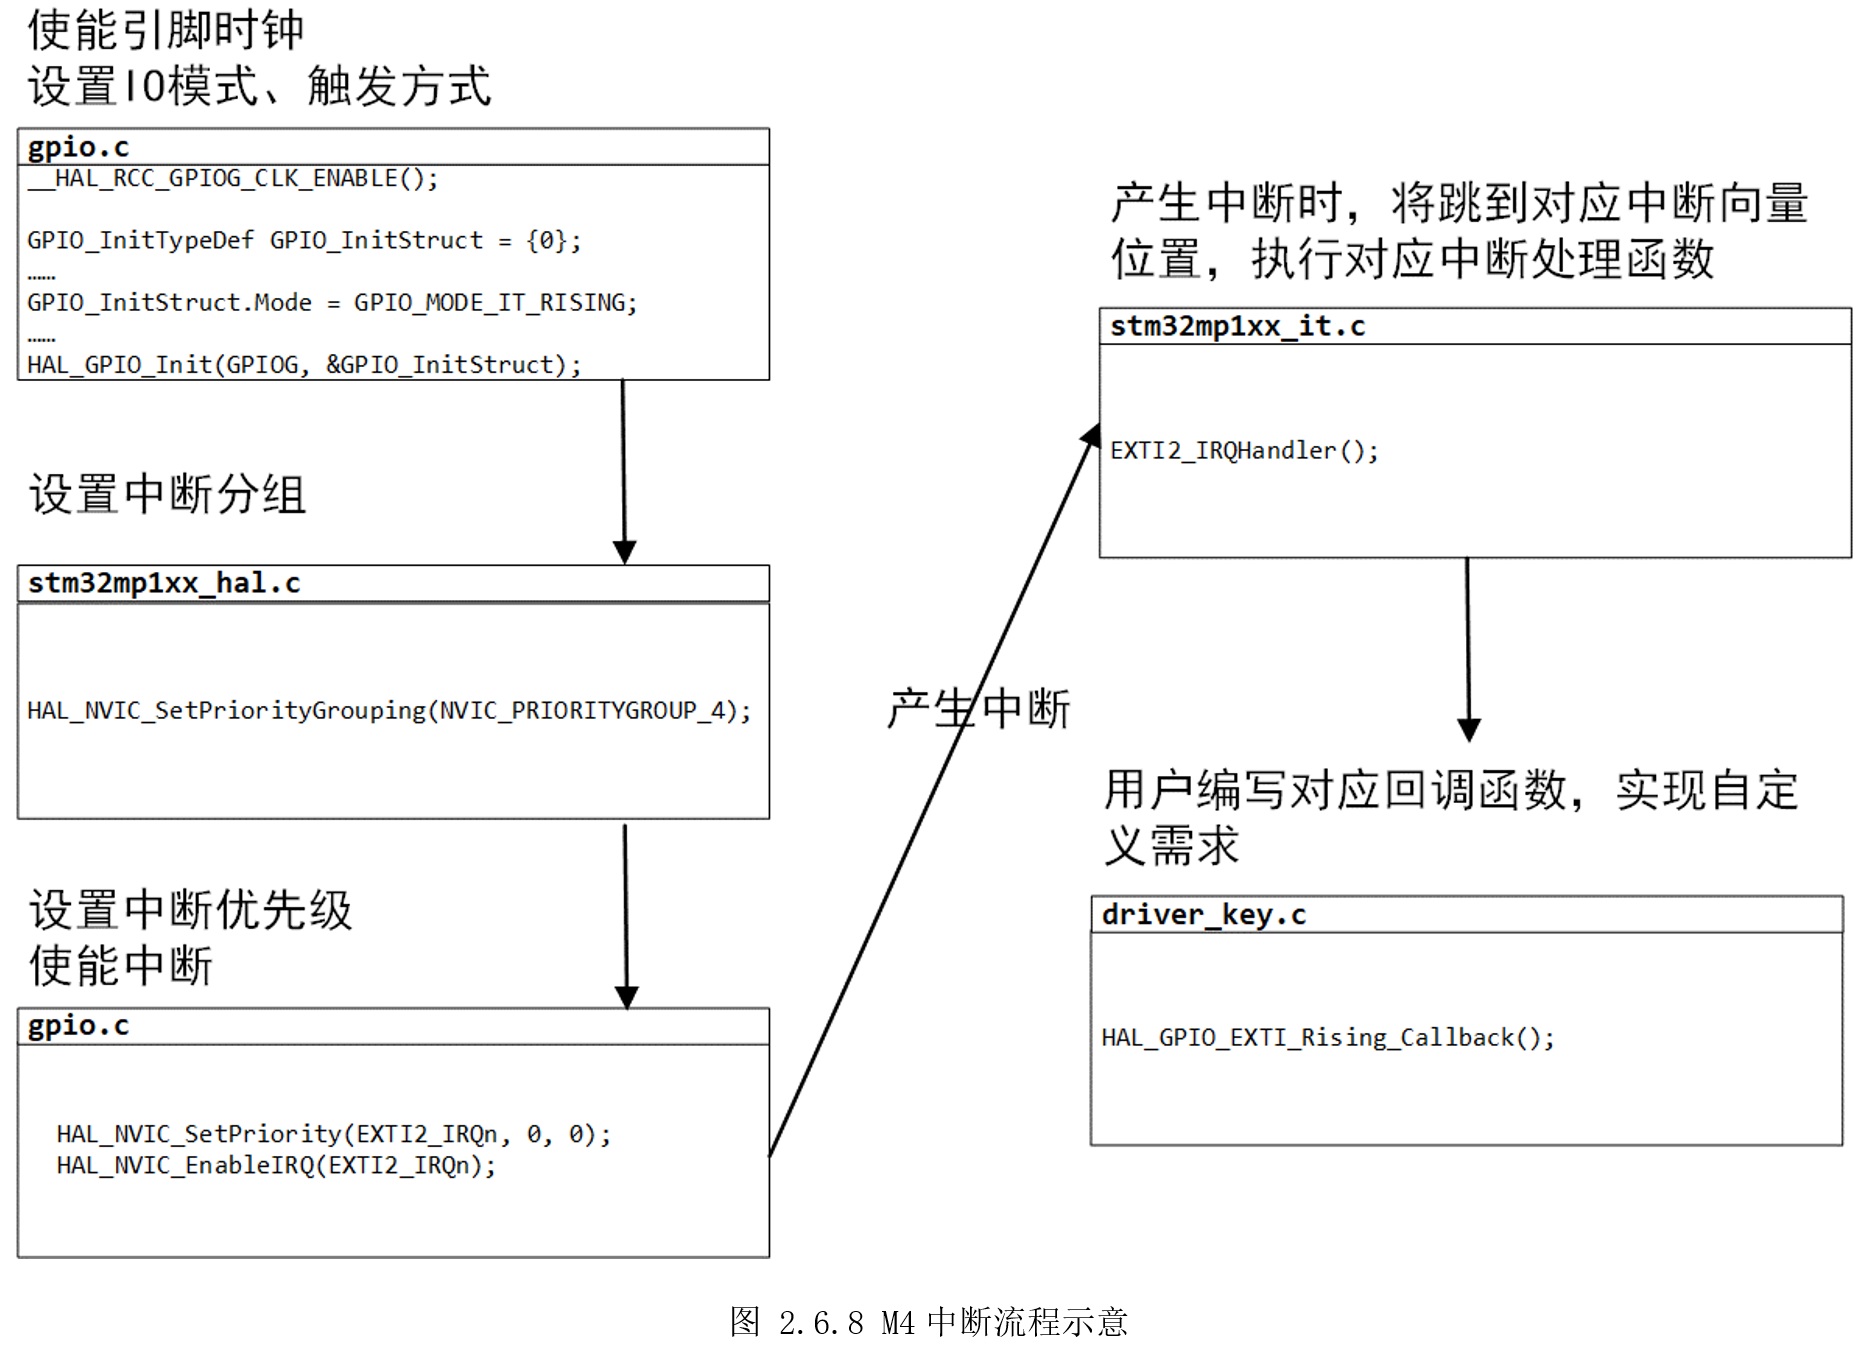 使能引脚时钟
设置IO模式、触发方式
gpio.c
__HAL_RCC_GPIOG_CLK_ENABLE();
GPIO_InitTypeDef GPIO_InitStruct = {0};
……
GPIO_InitStruct.Mode = GPIO_MODE_IT_RISING;
……
HAL_GPIO_Init(GPIOG, &GPIO_InitStruct);
设置中断分组
stm32mp1xx_hal.c
HAL_NVIC_SetPriorityGrouping(NVIC_PRIORITYGROUP_4);
设置中断优先级
使能中断
gpio.c
HAL_NVIC_SetPriority(EXTI2_IRQn, 0, 0);
HAL_NVIC_EnableIRQ(EXTI2_IRQn);
产生中断
产生中断时，将跳到对应中断向量
位置，执行对应中断处理函数
stm32mp1xx_it.c
EXTI2_IRQHandler();
用户编写对应回调函数，实现自定
义需求
driver_key.c
HAL_GPIO_EXTI_Rising_Callback();
图 2.6.8 M4 中断流程示意